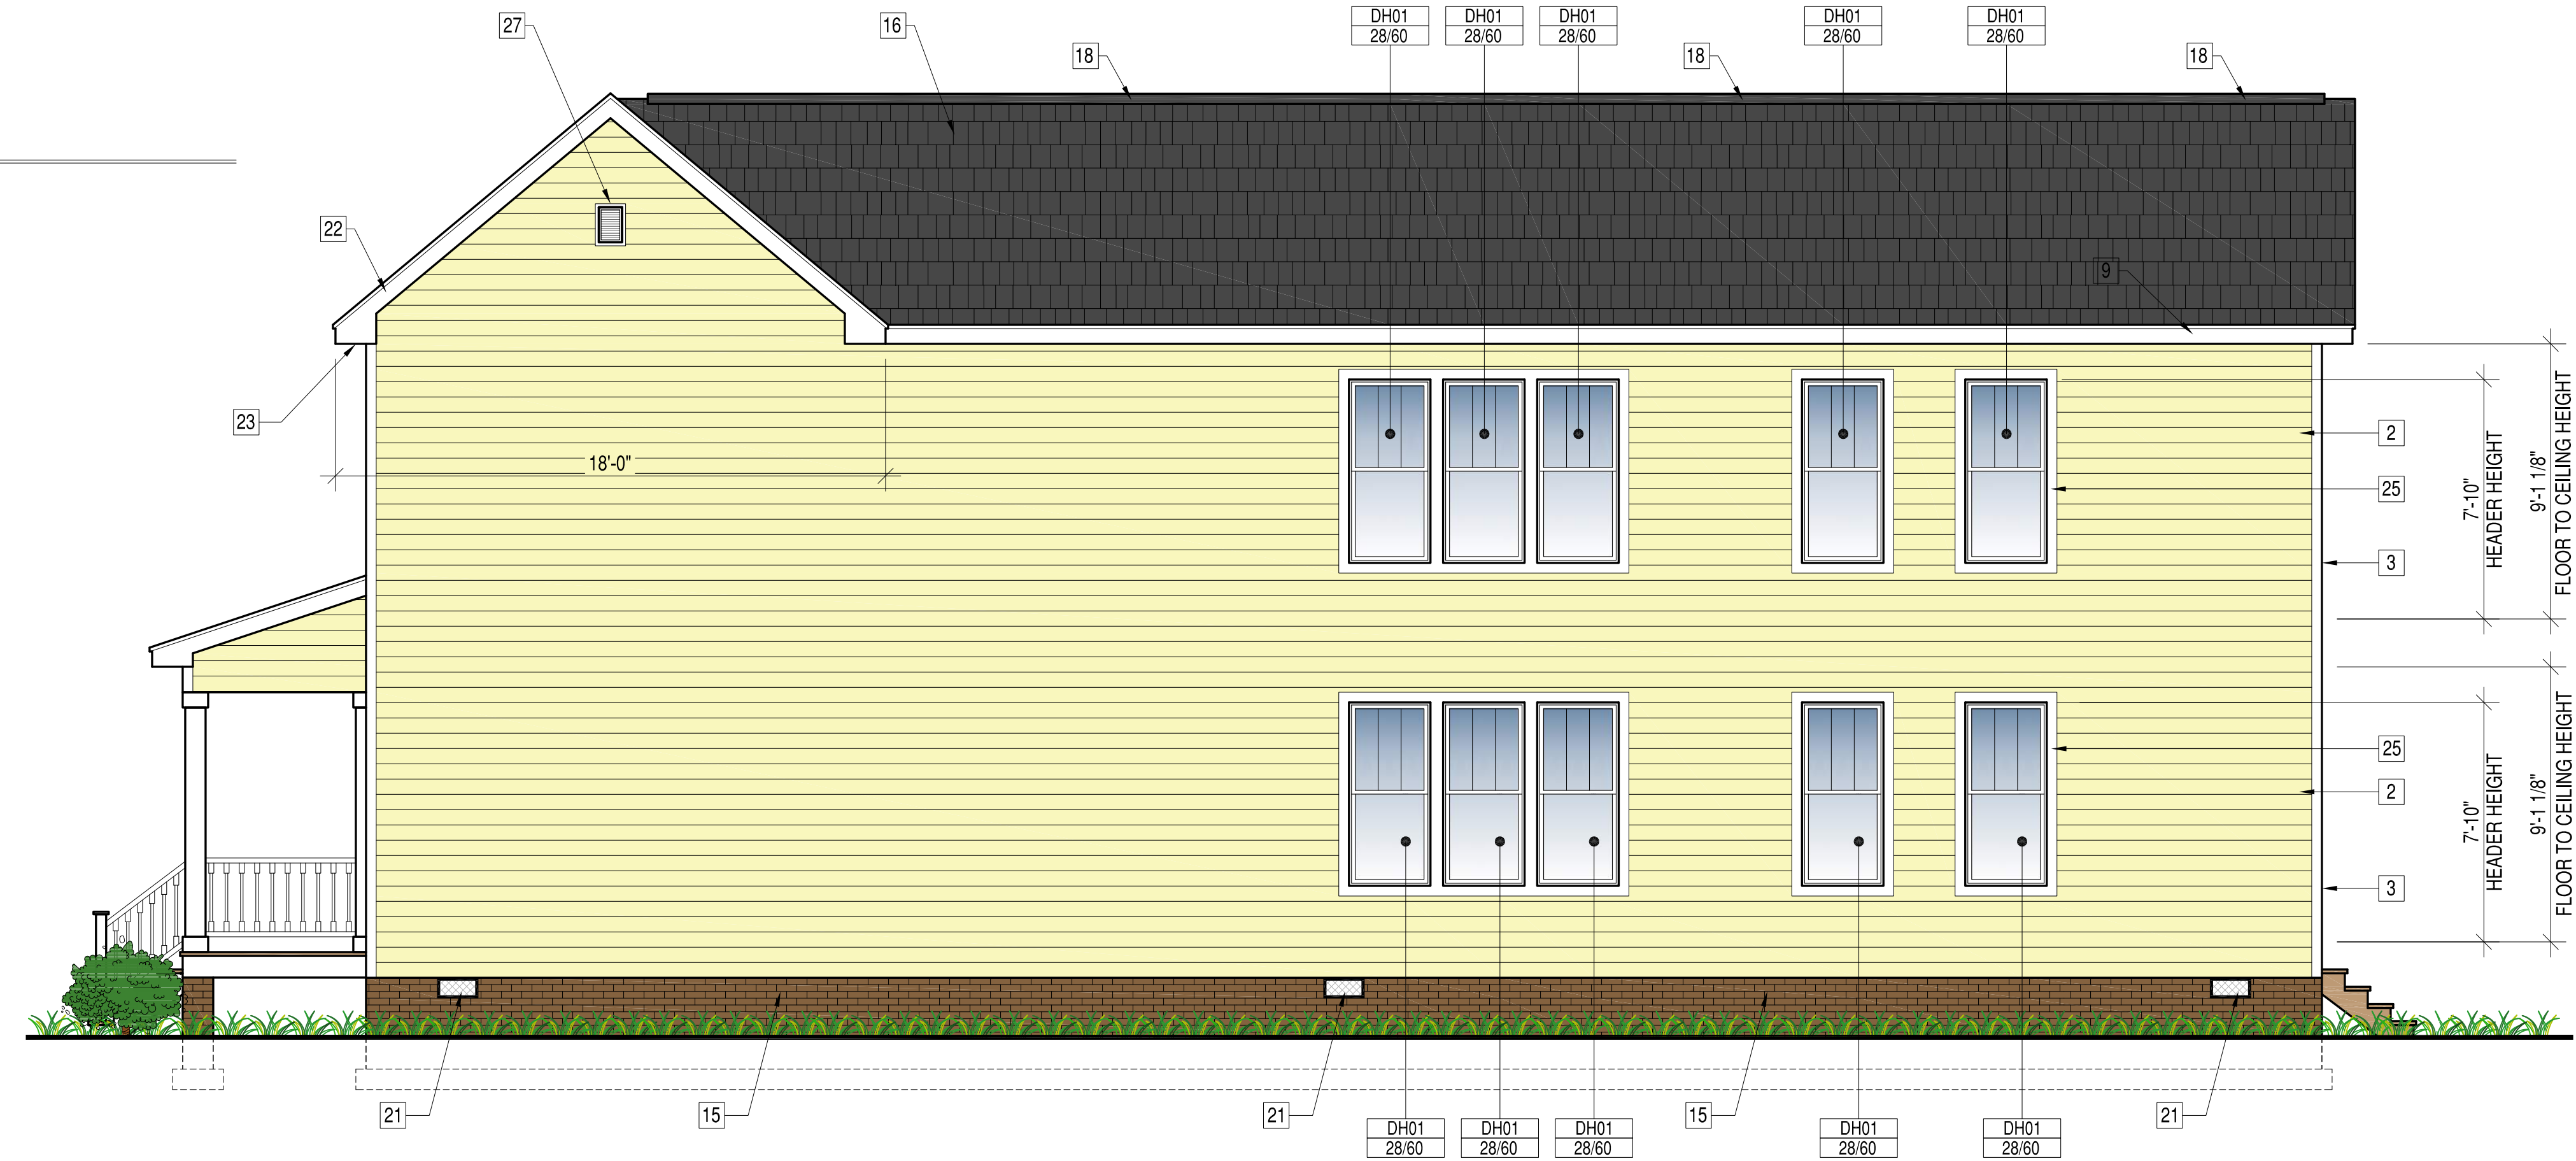 27
16
18
DH01
28/60
DH01
28/60
DH01
28/60
18
DH01
28/60
DH01
28/60
18
22
9
23
18'-0"
2
25
3
7'-10"
HEADER HEIGHT
9'-1 1/8"
FLOOR TO CEILING HEIGHT
25
2
3
7'-10"
HEADER HEIGHT
9'-1 1/8"
FLOOR TO CEILING HEIGHT
21
15
21
DH01
28/60
DH01
28/60
DH01
28/60
15
DH01
28/60
DH01
28/60
21